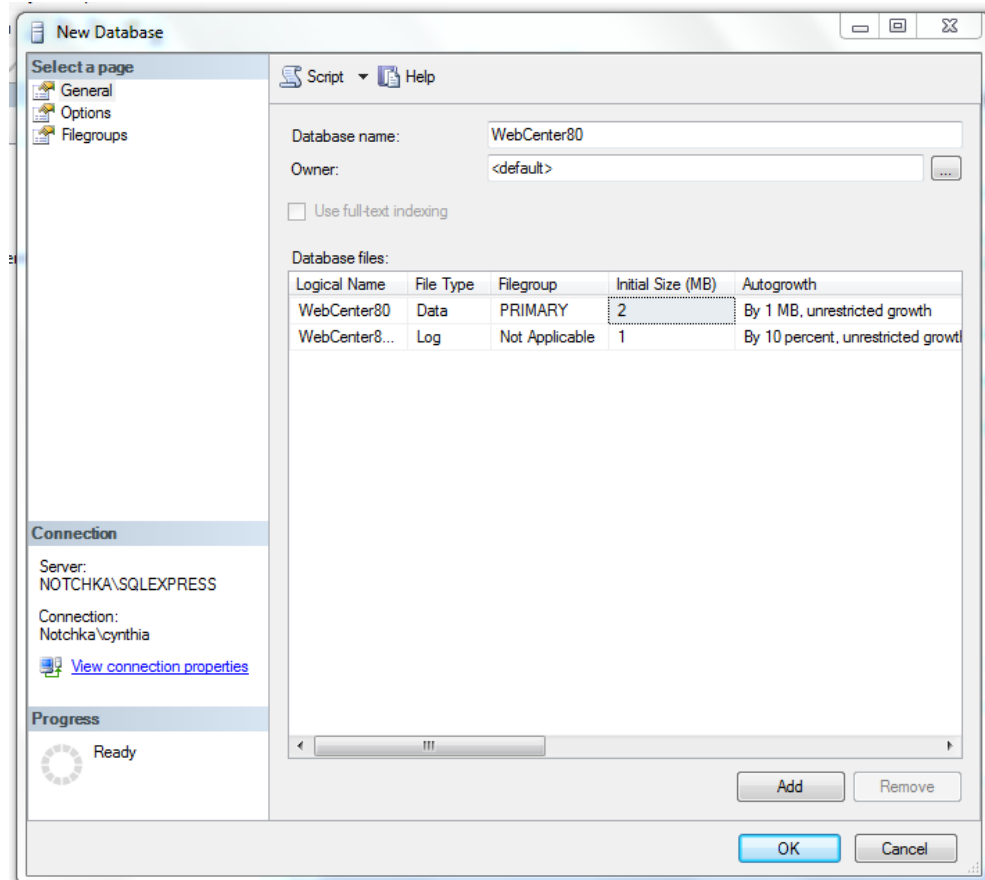 New Database
Select a page
General
Options
Filegroups
Script Help
Database name: WebCenter80
Owner: <default> ...
Use full-text indexing
Database files:
Logical Name File Type Filegroup Initial Size (MB) Autogrowth
WebCenter80 Data PRIMARY 2 By 1 MB, unrestricted growth
WebCenter8... Log Not Applicable 1 By 10 percent, unrestricted growtl
Connection
Server:
NOTCHKA\SQLEXPRESS
Connection:
Notchka\cynthia
View connection properties
Progress
Ready
Add Remove
OK Cancel